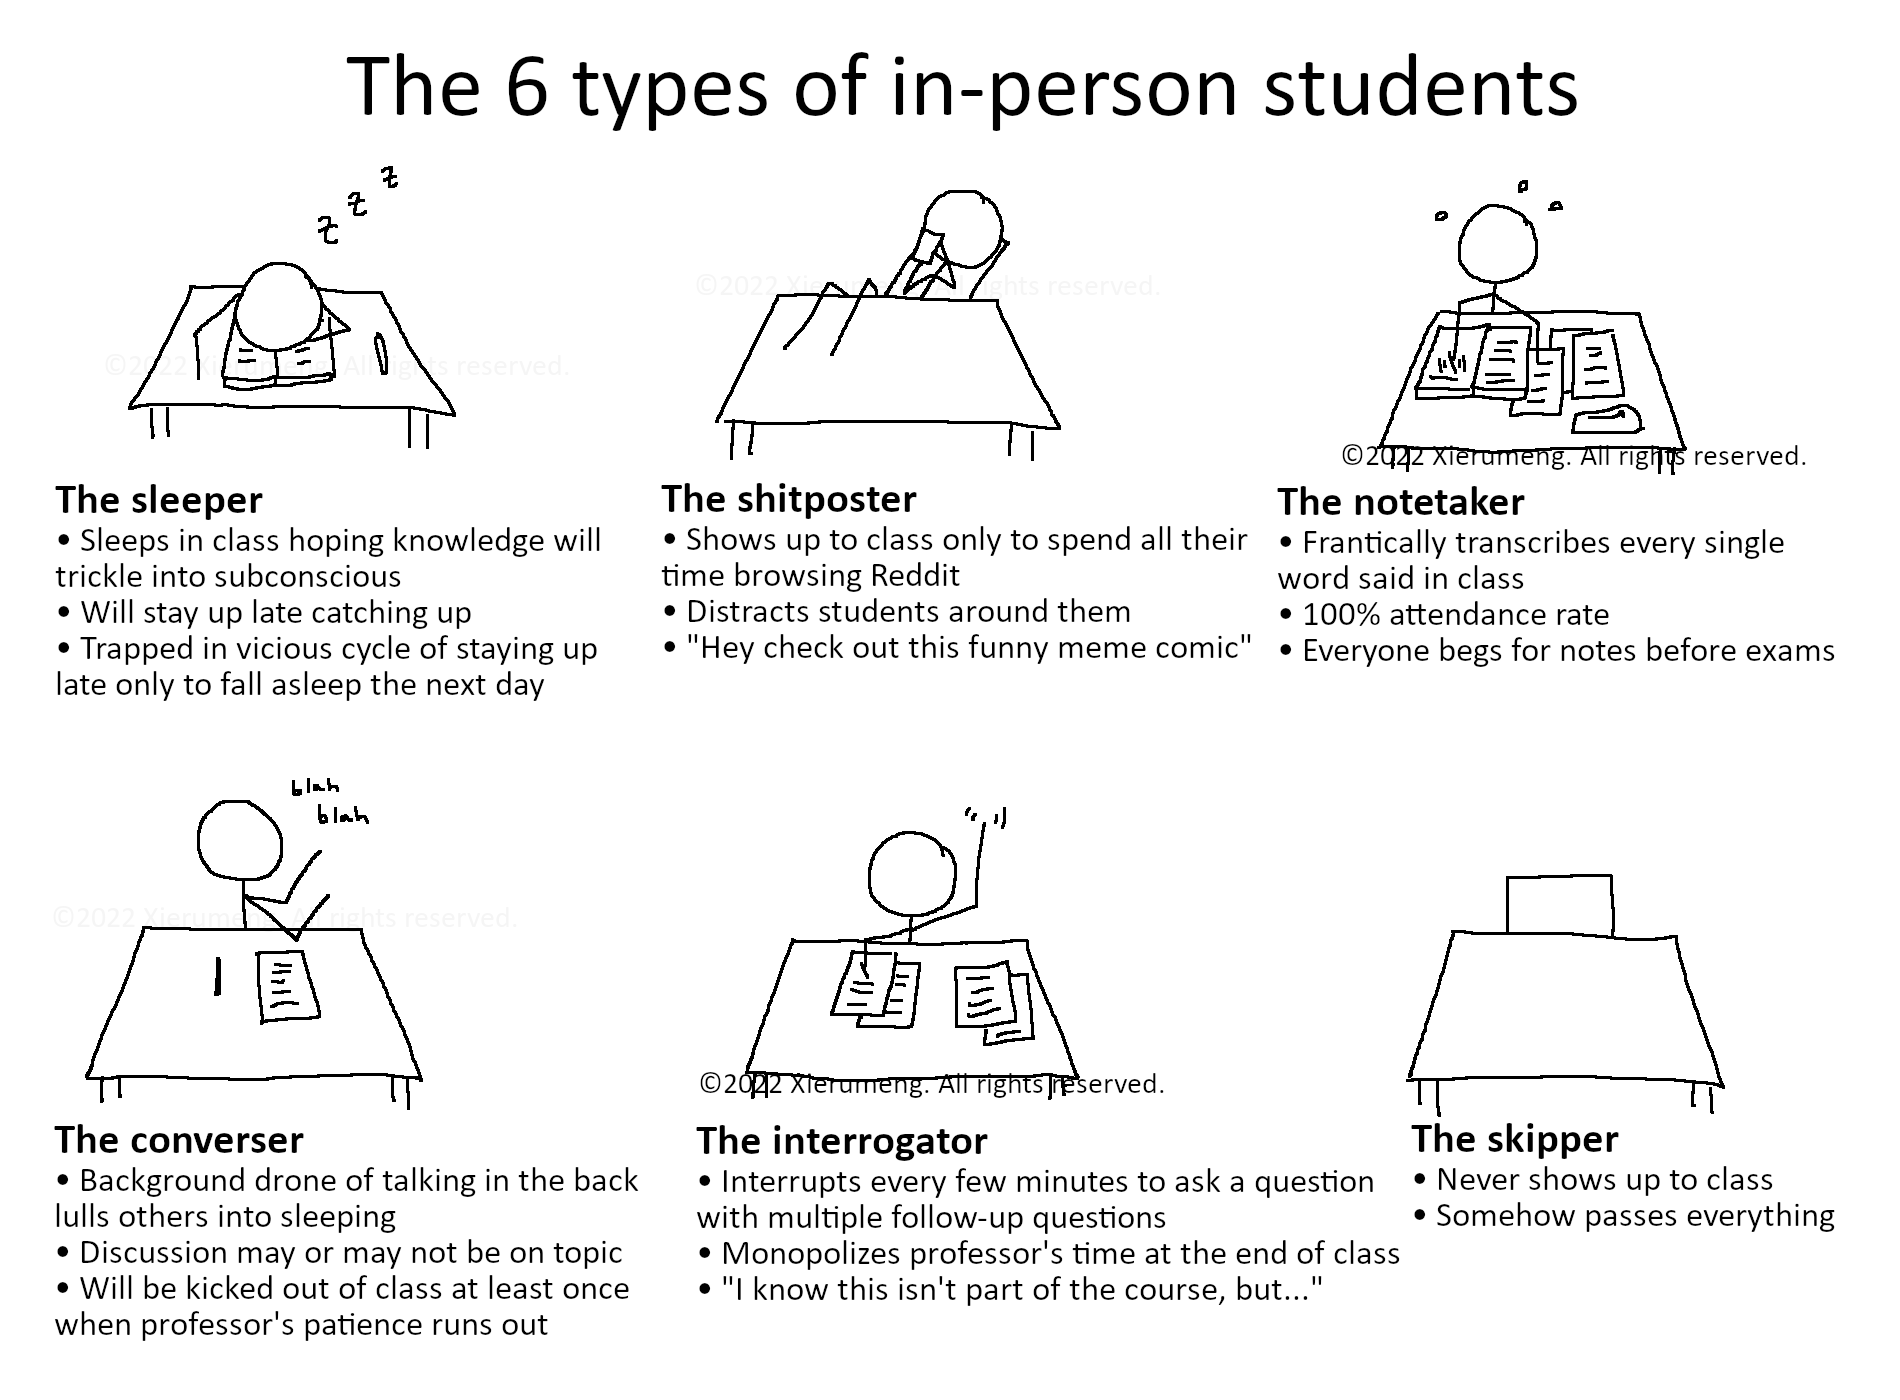 The 6 types of in-person students
z z z
©2022 Xierumeng. All rights reserved.
The sleeper
• Sleeps in class hoping knowledge will
trickle into subconscious
• Will stay up late catching up
• Trapped in vicious cycle of staying up
late only to fall asleep the next day
©2022 Xierumeng. All rights reserved.
The shitposter
• Shows up to class only to spend all their
time browsing Reddit
• Distracts students around them
• "Hey check out this funny meme comic"
©2022 Xierumeng. All rights reserved.
The notetaker
• Frantically transcribes every single
word said in class
• 100% attendance rate
• Everyone begs for notes before exams
blah
blah
©2022 Xierumeng. All rights reserved.
The converser
• Background drone of talking in the back
lulls others into sleeping
• Discussion may or may not be on topic
• Will be kicked out of class at least once
when professor's patience runs out
©2022 Xierumeng. All rights reserved.
The interrogator
• Interrupts every few minutes to ask a question
with multiple follow-up questions
• Monopolizes professor's time at the end of class
• "I know this isn't part of the course, but..."
The skipper
• Never shows up to class
• Somehow passes everything